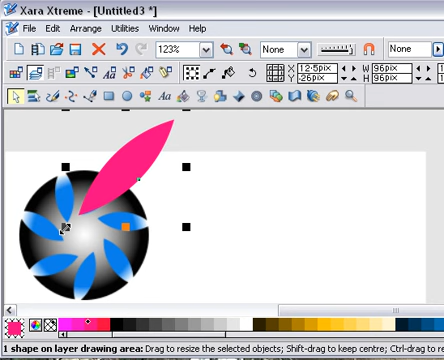 Xara Xtreme - [Untitled3 *]
File Edit Arrange Utilities Window Help
123% None None
X 12·5pix W 96pix
Y -26pix H 96pix
Aa
1 shape on layer drawing area: Drag to resize the selected objects; Shift-drag to keep centre; Ctrl-drag to